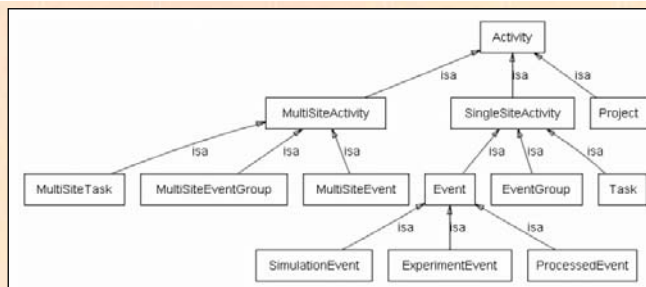 Activity
isa isa isa
MultiSiteActivity SingleSiteActivity Project
isa isa isa isa isa isa
MultiSiteTask MultiSiteEventGroup MultiSiteEvent Event EventGroup Task
isa isa isa
SimulationEvent ExperimentEvent ProcessedEvent